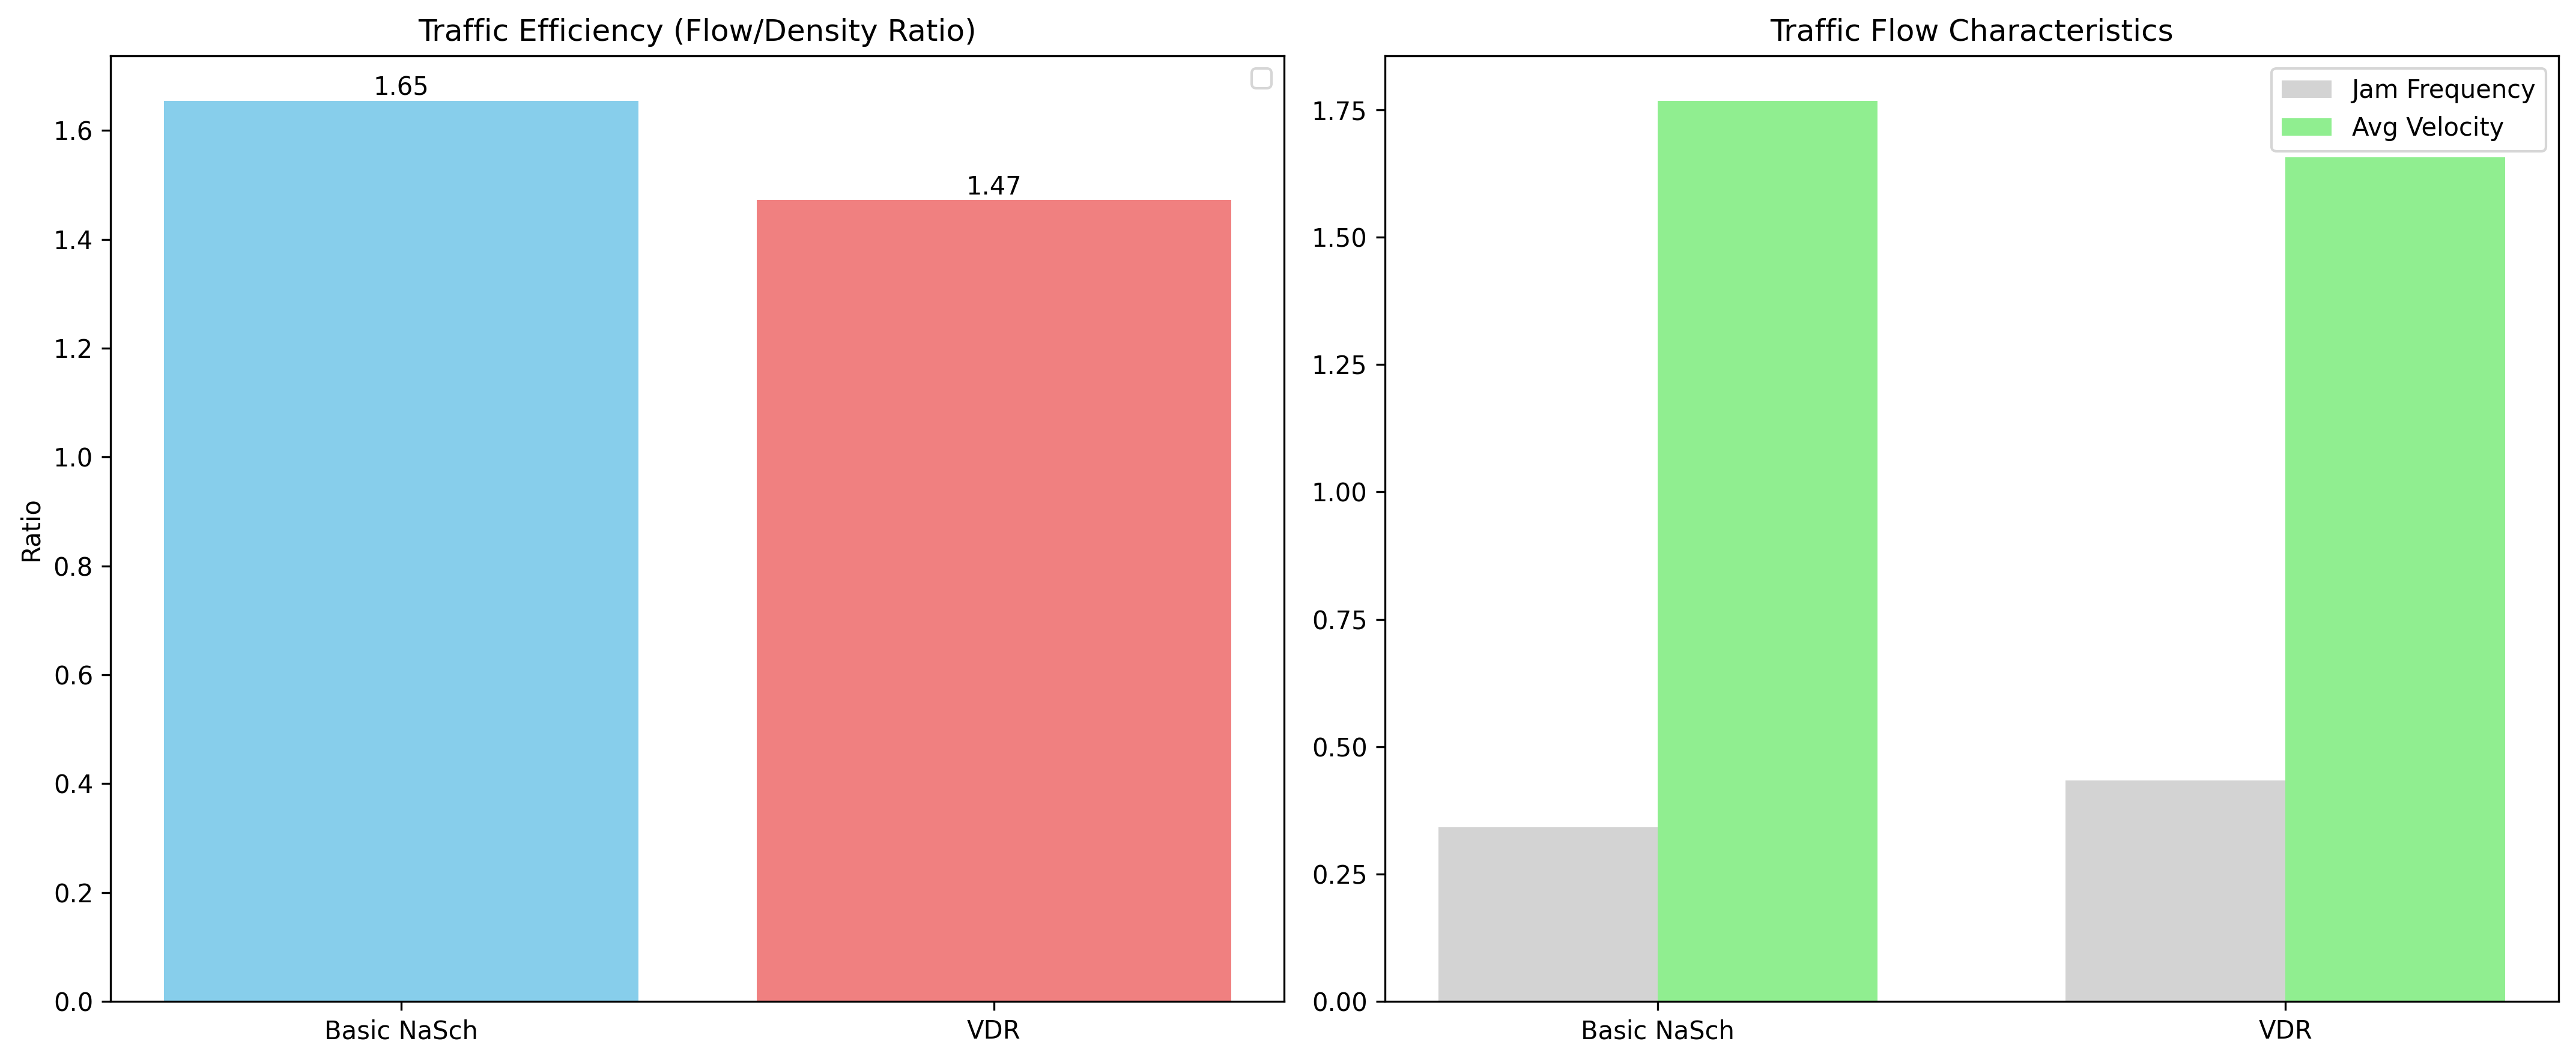 Traffic Efficiency (Flow/Density Ratio)
1.65
1.47
Ratio
1.6
1.4
1.2
1.0
0.8
0.6
0.4
0.2
0.0
Basic NaSch
VDR
Traffic Flow Characteristics
Jam Frequency
Avg Velocity
1.75
1.50
1.25
1.00
0.75
0.50
0.25
0.00
Basic NaSch
VDR